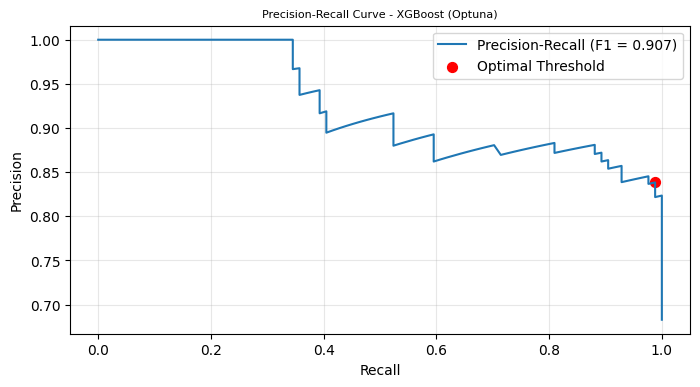 Precision-Recall Curve - XGBoost (Optuna)
Precision-Recall (F1 = 0.907)
Optimal Threshold
Precision
1.00
0.95
0.90
0.85
0.80
0.75
0.70
0.0 0.2 0.4 0.6 0.8 1.0
Recall